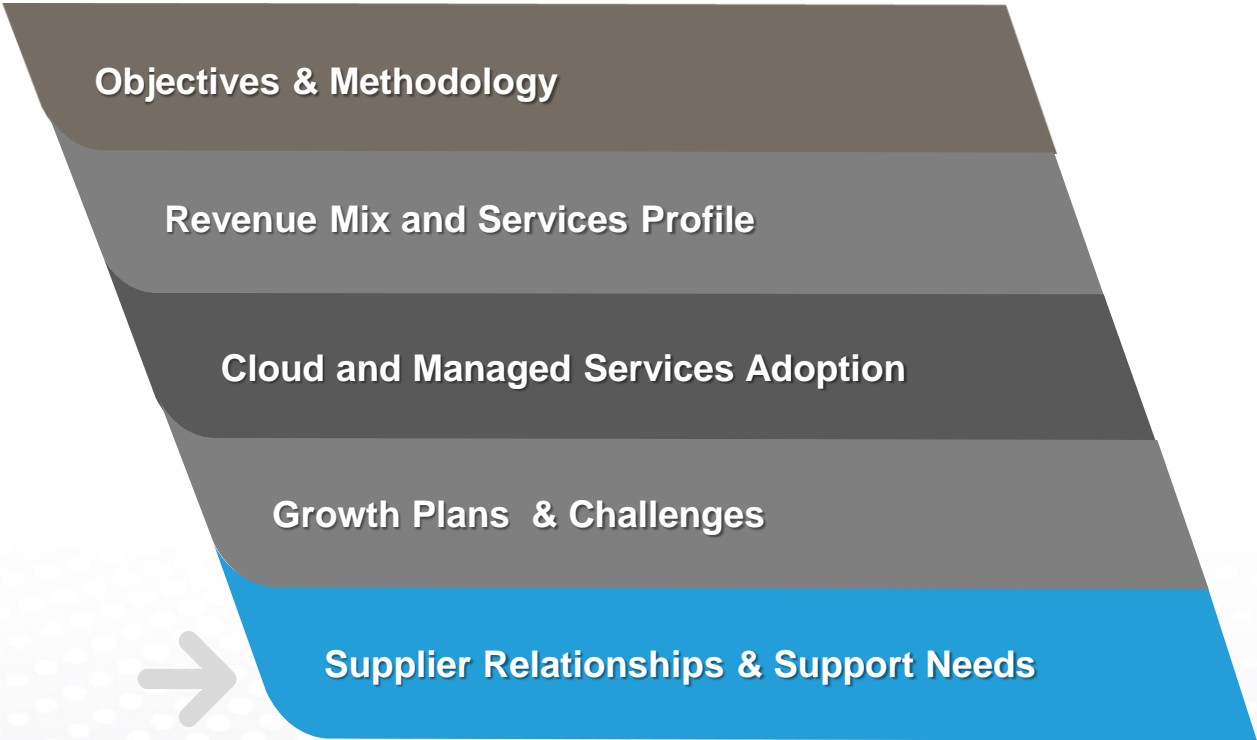 Objectives & Methodology
Revenue Mix and Services Profile
Cloud and Managed Services Adoption
Growth Plans  & Challenges
Supplier Relationships & Support Needs